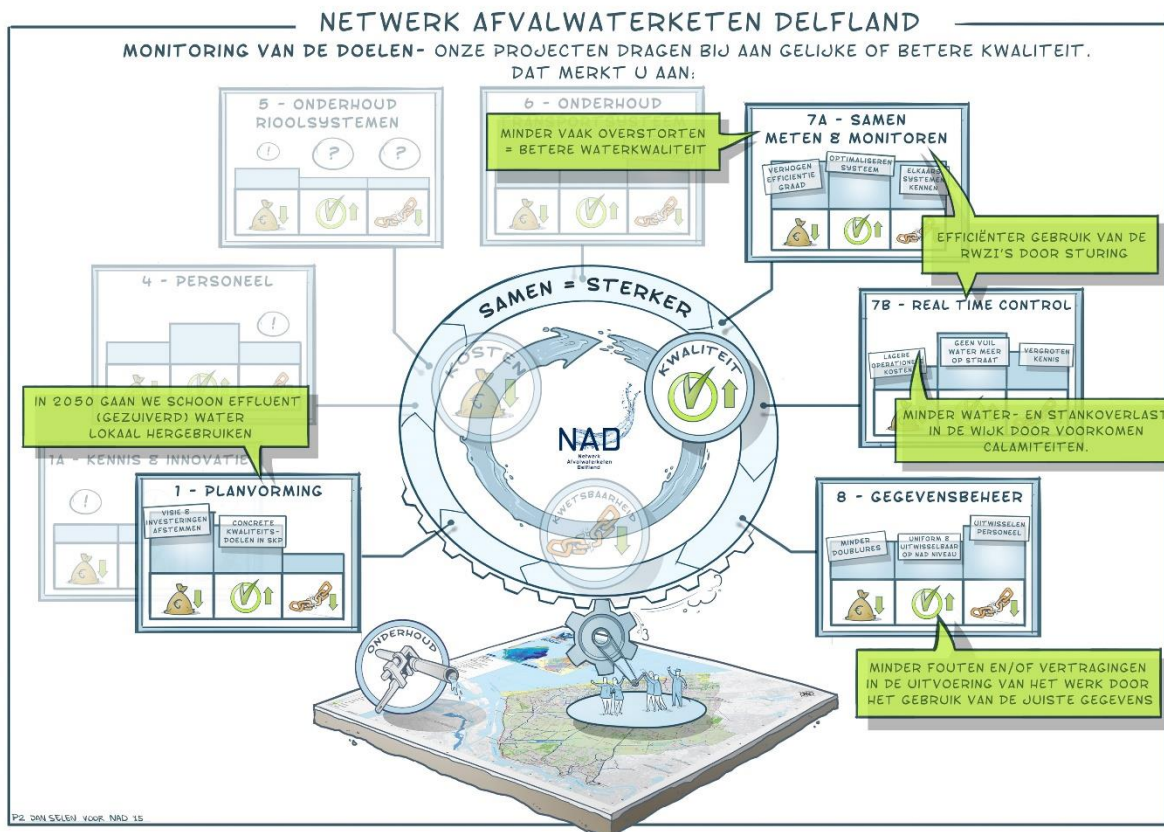 NETWERK AFVALWATERKETEN DELFLAND
MONITORING VAN DE DOELEN- ONZE PROJECTEN DRAGEN BIJ AAN GELIJKE OF BETERE KWALITEIT.
DAT MERKT U AAN:
5 - ONDERHOUD
RIOOLSYSTEMEN
!
?
?
6 - ONDERHOUD
MINDER VAAK OVERSTORTEN
= BETERE WATERKWALITEIT
7A - SAMEN
METEN & MONITOREN
VERHOGEN
EFFICIENTIE
GRAAD
OPTIMALISEREN
SYSTEEM
ELKAARS
SYSTEMEN
KENNEN
EFFICIËNTER GEBRUIK VAN DE
RWZI'S DOOR STURING
4 - PERSONEEL
!
SAMEN = STERKER
KOSTEN
KWALITEIT
KWETSBAARHEID
NAD
Netwerk
Afvalwaterketen
Delfland
7B - REAL TIME CONTROL
LAGERE
OPERATIONELE
KOSTEN
GEEN VUIL
WATER MEER
OP STRAAT
VERGROTEN
KENNIS
MINDER WATER- EN STANKOVERLAST
IN DE WIJK DOOR VOORKOMEN
CALAMITEITEN.
IN 2050 GAAN WE SCHOON EFFLUENT
(GEZUIVERD) WATER
LOKAAL HERGEBRUIKEN
1A - KENNIS & INNOVATIE
!
1 - PLANVORMING
VISIE &
INVESTERINGEN
AFSTEMMEN
CONCRETE
KWALITEITS-
DOELEN IN SKP
8 - GEGEVENSBEHEER
MINDER
DOUBLURES
UNIFORM &
UITWISSELBAAR
OP NAD NIVEAU
UITWISSELEN
PERSONEEL
MINDER FOUTEN EN/OF VERTRAGINGEN
IN DE UITVOERING VAN HET WERK DOOR
HET GEBRUIK VAN DE JUISTE GEGEVENS
ONDERHOUD
P2 JAN SELEN VOOR NAD 15